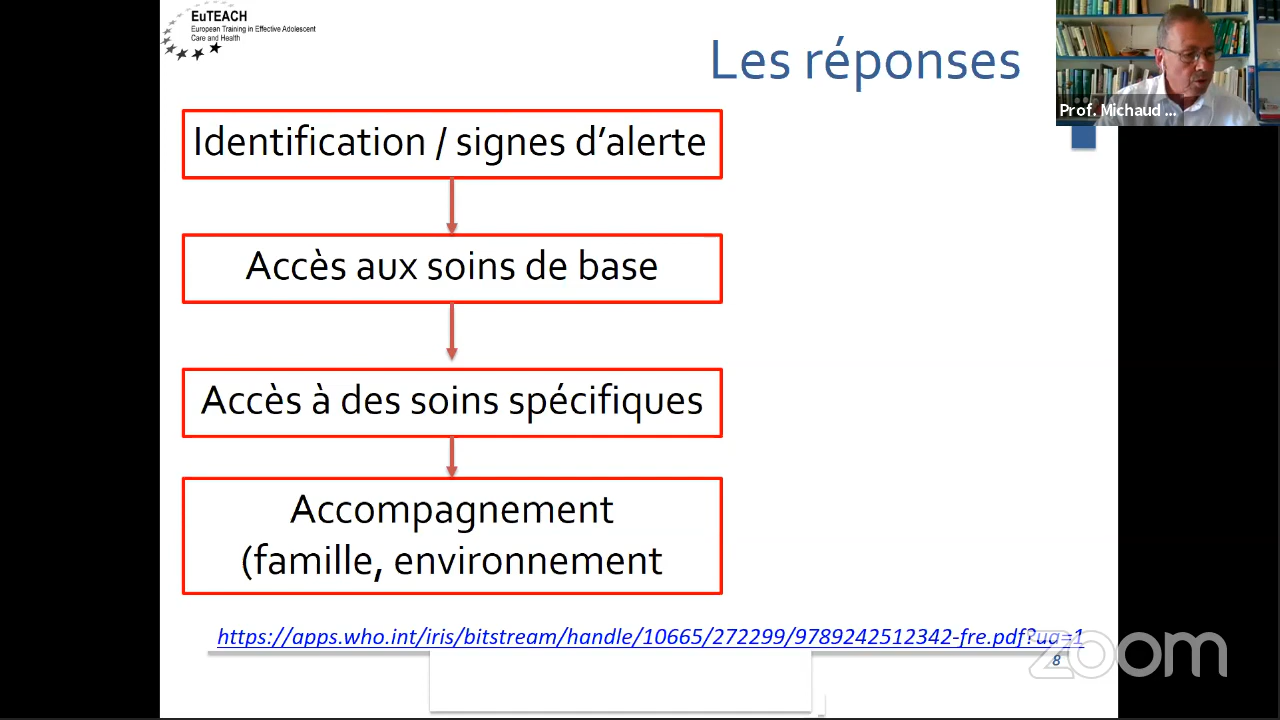 EuTEACH
European Training in Effective Adolescent
Care and Health
Les réponses
Prof. Michaud ...
Identification / signes d’alerte
Accès aux soins de base
Accès à des soins spécifiques
Accompagnement
(famille, environnement
https://apps.who.int/iris/bitstream/handle/10665/272299/9789242512342-fre.pdf?ua=1
8
zoom